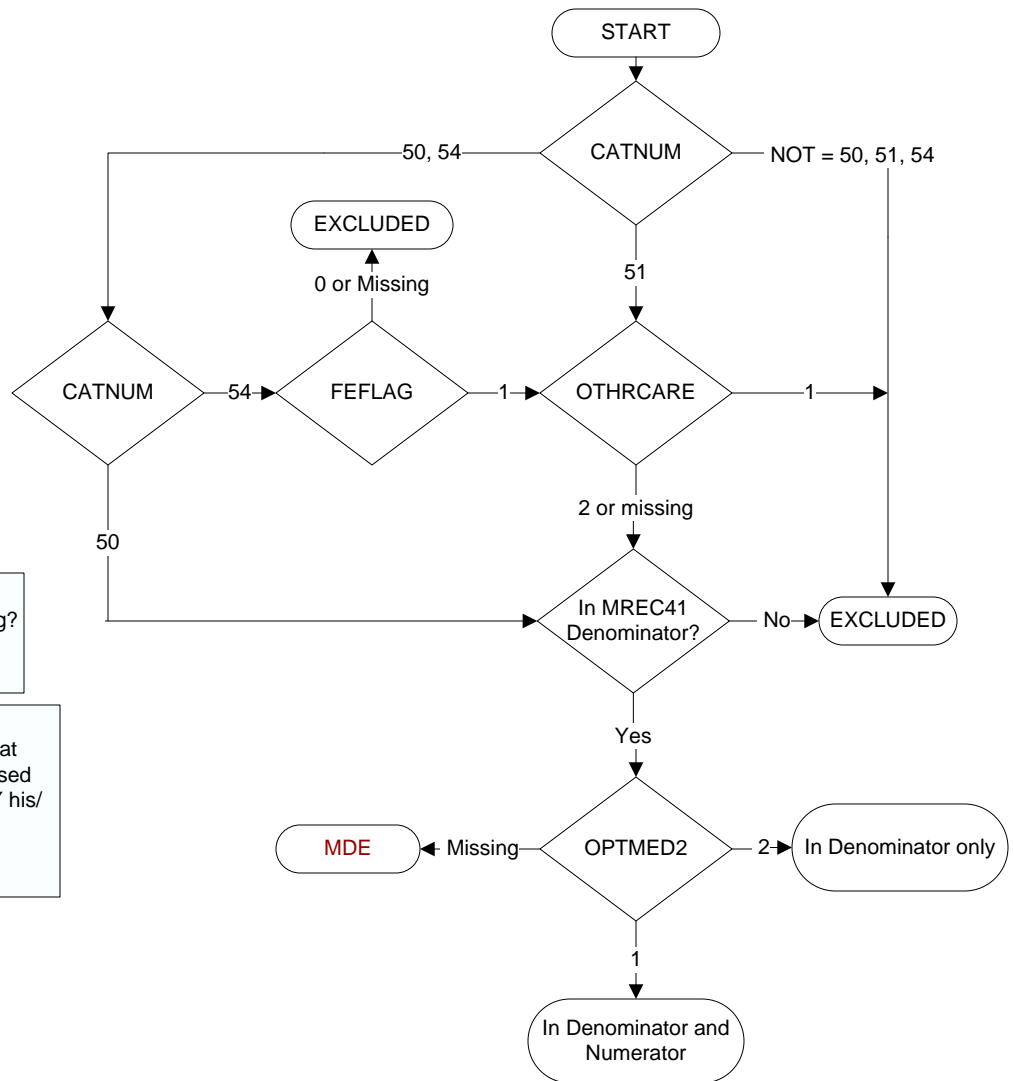 START
CATNUM
50, 54
NOT = 50, 51, 54
EXCLUDED
0 or Missing
51
CATNUM
54
FEFLAG
1
OTHRCARE
1
2 or missing
50
In MREC41
Denominator?
No
EXCLUDED
g?
at
sed
Y his/
Yes
MDE
Missing
OPTMED2
2
In Denominator only
1
In Denominator and
Numerator